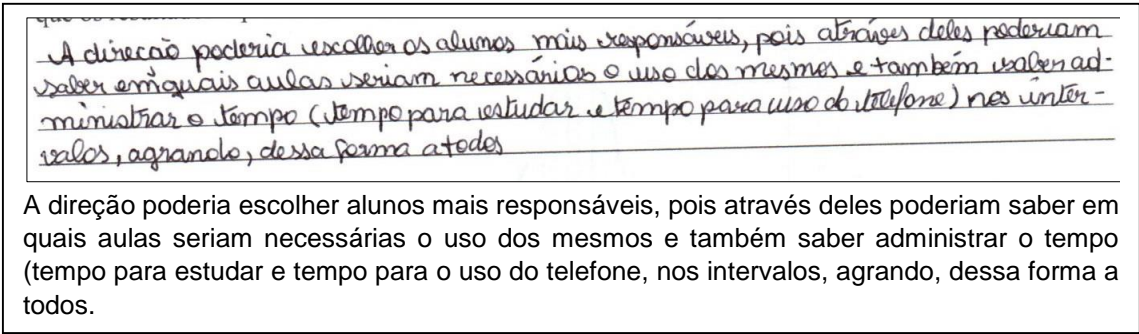 A direcaõ poderia escolher os alunos mais responsáveis, pois atraives deles poderiam
saber em quais aulas seriam necessárias o uso dos mesmos e também saber ad-
ministrar o tempo (tempo para estudar e tempo para uso do telefone) nos inter-
valos, agrando, dessa forma a todos
A direção poderia escolher alunos mais responsáveis, pois através deles poderiam saber em
quais aulas seriam necessárias o uso dos mesmos e também saber administrar o tempo
(tempo para estudar e tempo para o uso do telefone, nos intervalos, agrando, dessa forma a
todos.